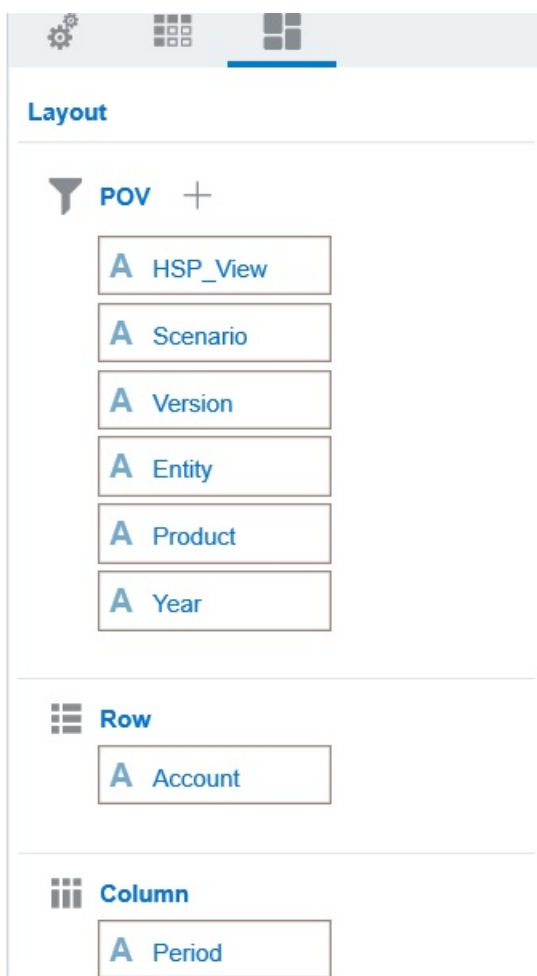 Layout
POV
A HSP_View
A Scenario
A Version
A Entity
A Product
A Year
Row
A Account
Column
A Period